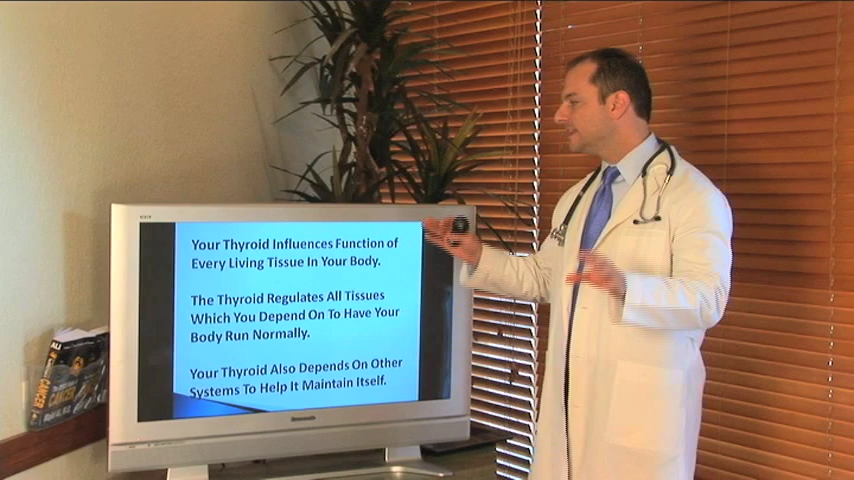 Your Thyroid Influences Function of
Every Living Tissue In Your Body.
The Thyroid Regulates All Tissues
Which You Depend On To Have Your
Body Run Normally.
Your Thyroid Also Depends On Other
Systems To Help It Maintain Itself.
CANCER
CANCER